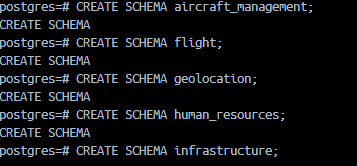 postgres=# CREATE SCHEMA aircraft_management;
CREATE SCHEMA
postgres=# CREATE SCHEMA flight;
CREATE SCHEMA
postgres=# CREATE SCHEMA geolocation;
CREATE SCHEMA
postgres=# CREATE SCHEMA human_resources;
CREATE SCHEMA
postgres=# CREATE SCHEMA infrastructure;